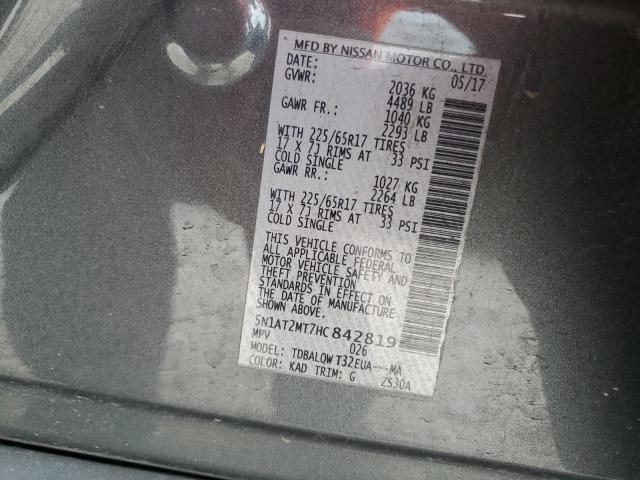 MFD BY NISSAN MOTOR CO., LTD.
DATE: 05/17
GVWR: 2036 KG
4489 LB
GAWR FR.: 1040 KG
2293 LB
WITH 225/65R17 TIRES
17 X 7J RIMS AT 33 PSI
COLD SINGLE
GAWR RR.: 1027 KG
2264 LB
WITH 225/65R17 TIRES
17 X 7J RIMS AT 33 PSI
COLD SINGLE
THIS VEHICLE CONFORMS TO
ALL APPLICABLE FEDERAL
MOTOR VEHICLE SAFETY AND
THEFT PREVENTION
STANDARDS IN EFFECT ON
THE DATE OF MANUFACTURE
SHOWN ABOVE.
5N1AT2MT7HC842819
MPV 026
MODEL: TDBALQWT32EUA---MA
COLOR: KAD TRIM: G ZS30A